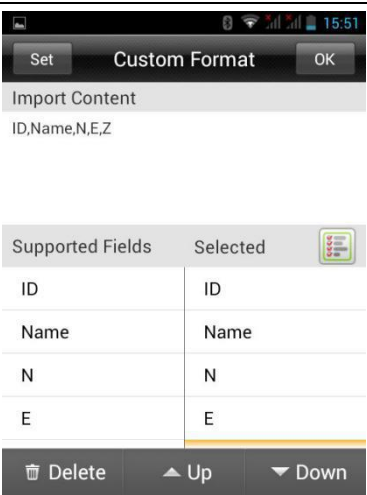 15:51
Set Custom Format OK
Import Content
ID,Name,N,E,Z
Supported Fields Selected
ID ID
Name Name
N N
E E
Delete Up Down